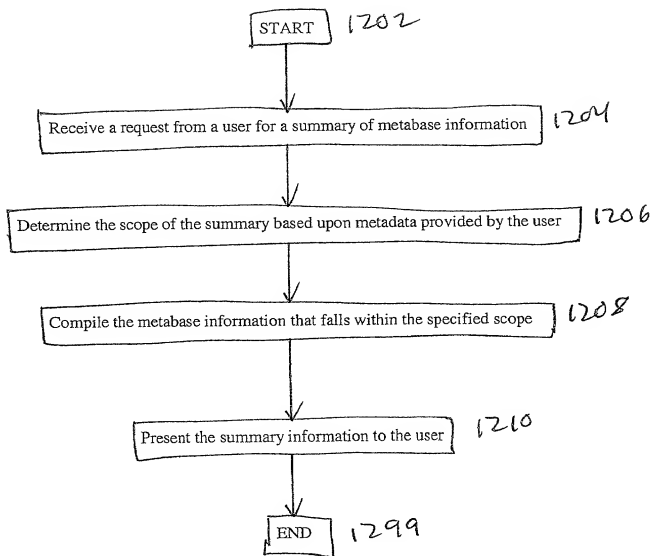 START 1202
Receive a request from a user for a summary of metabase information 1204
Determine the scope of the summary based upon metadata provided by the user 1206
Compile the metabase information that falls within the specified scope 1208
Present the summary information to the user 1210
END 1299